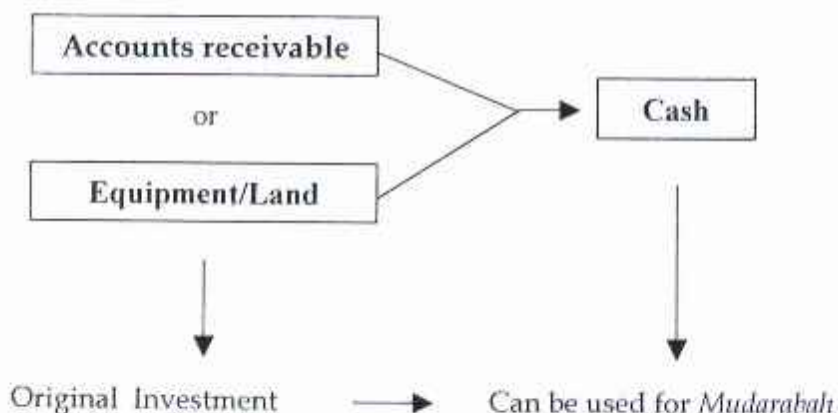 Accounts receivable
or
Cash
Equipment/Land
Original Investment
Can be used for Mudarabah